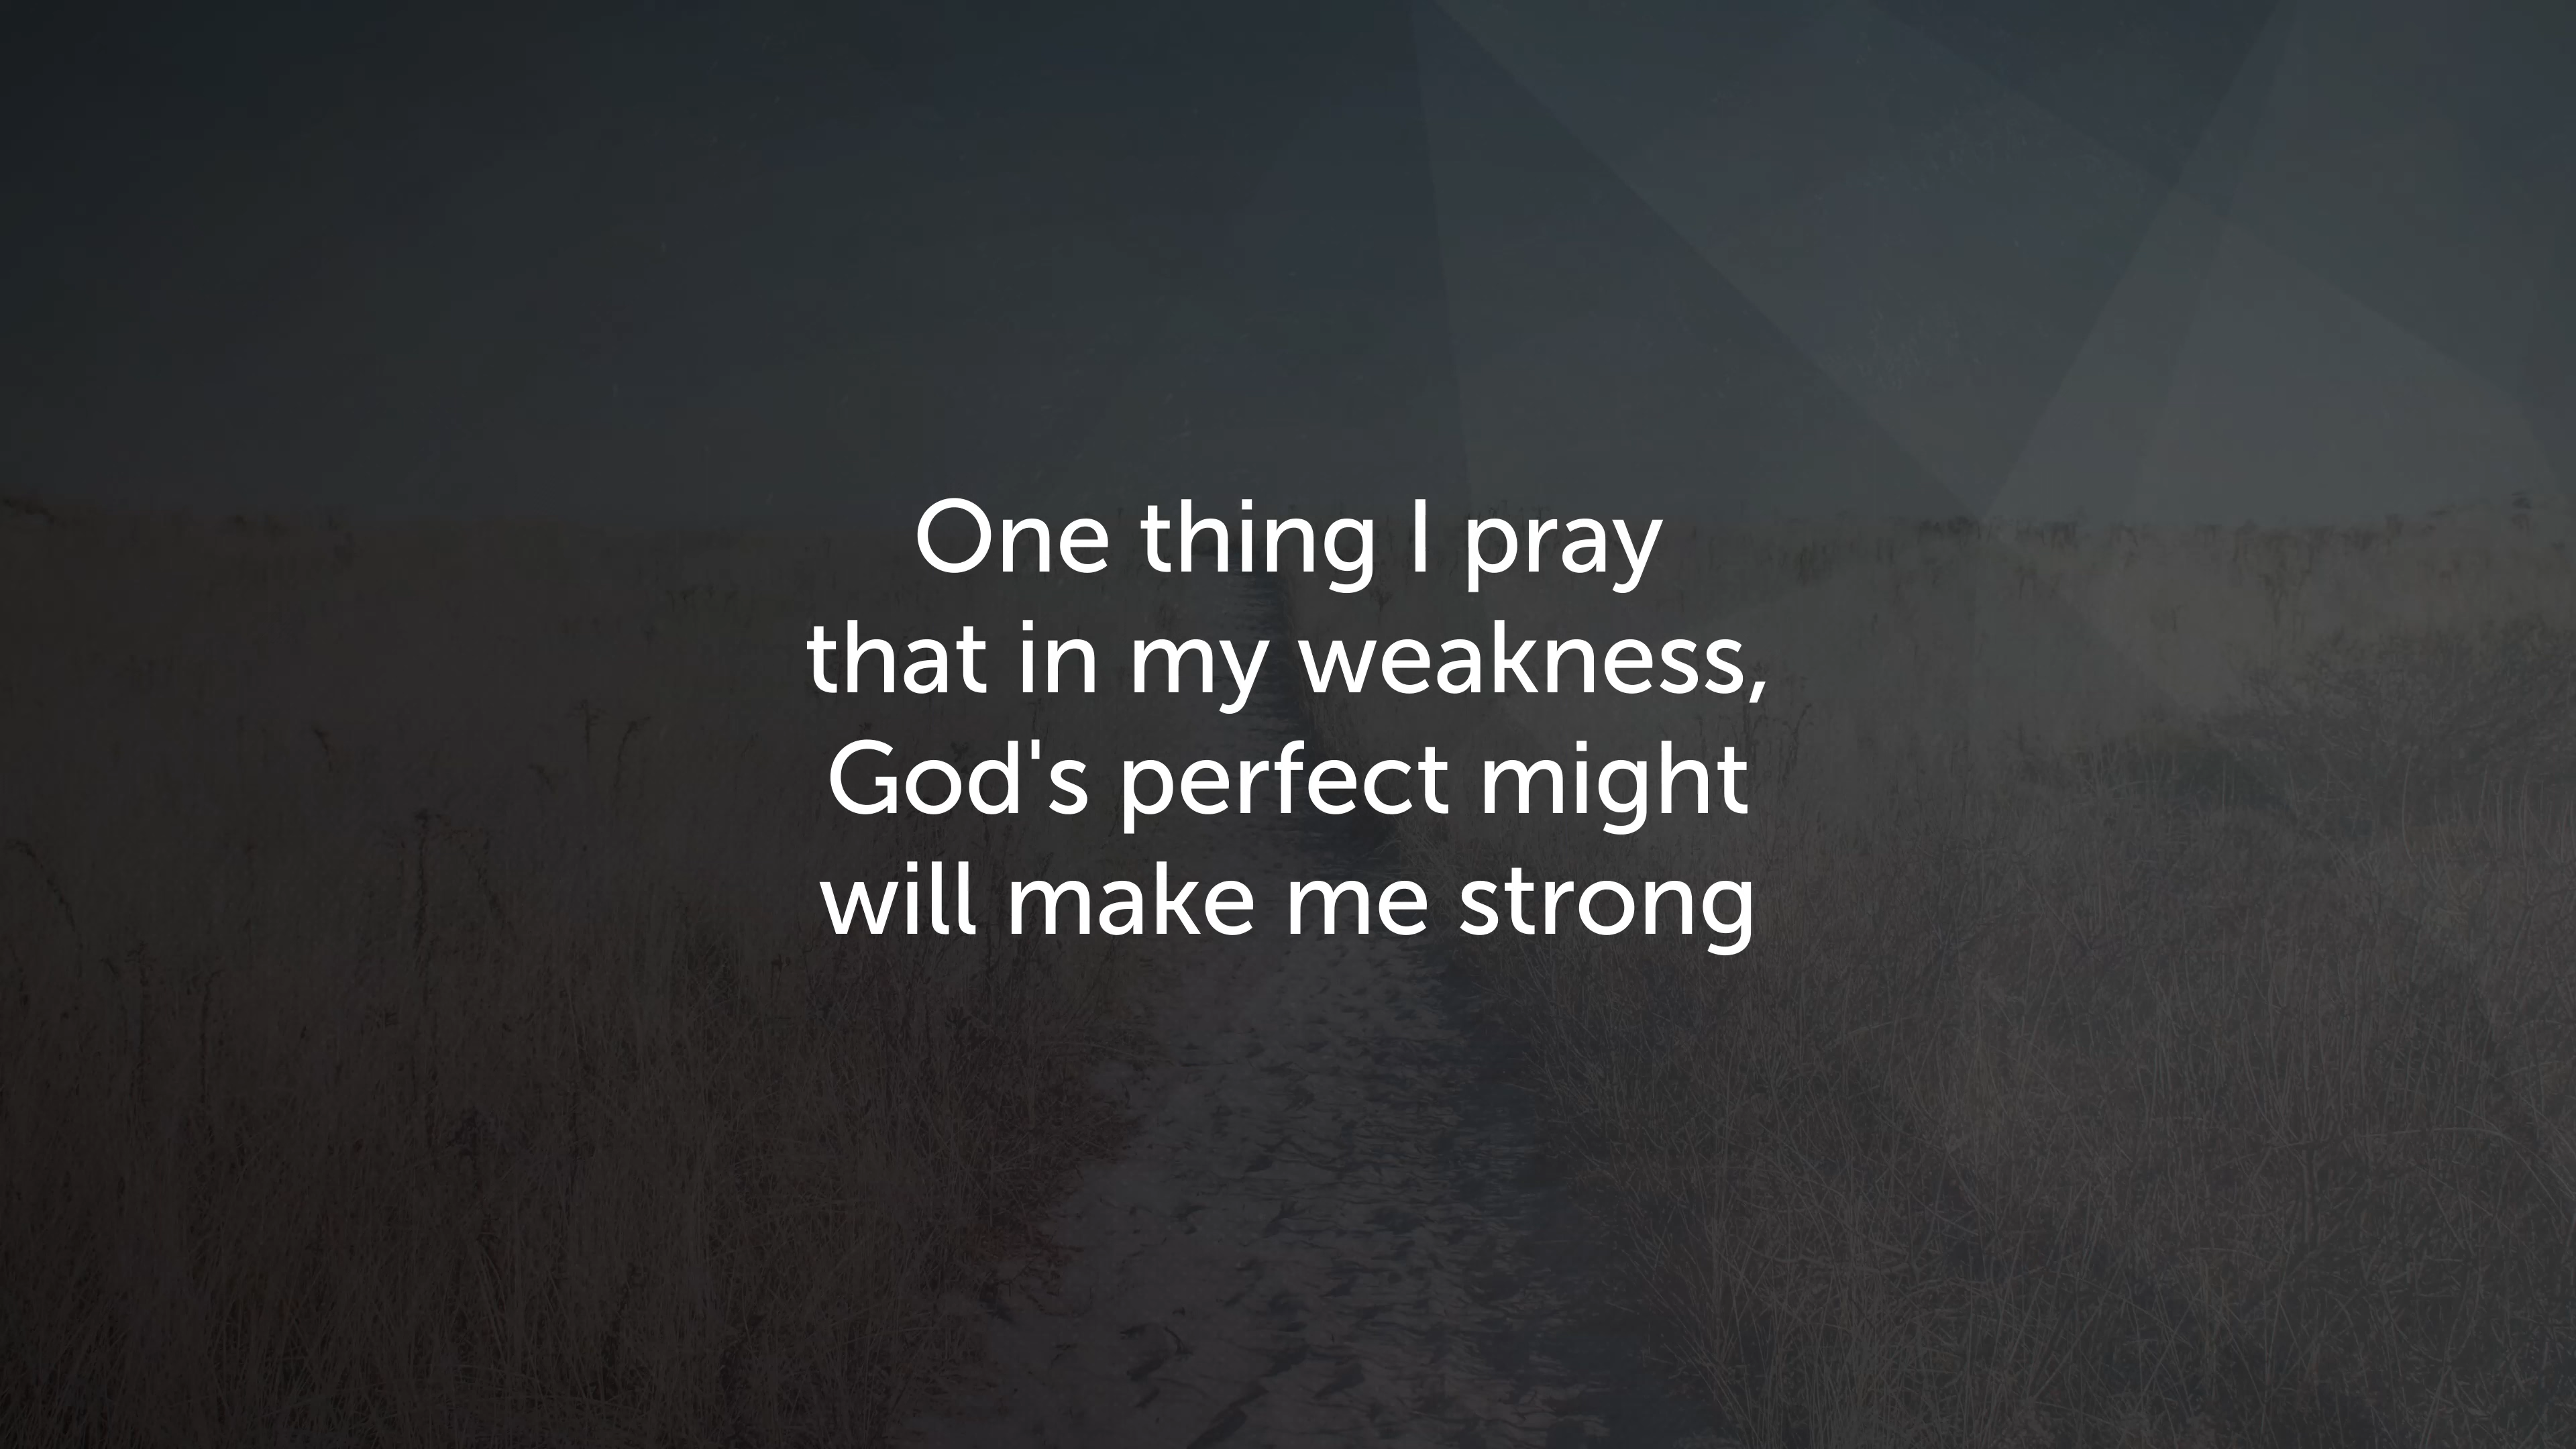 One thing I pray
that in my weakness,
God's perfect might
will make me strong